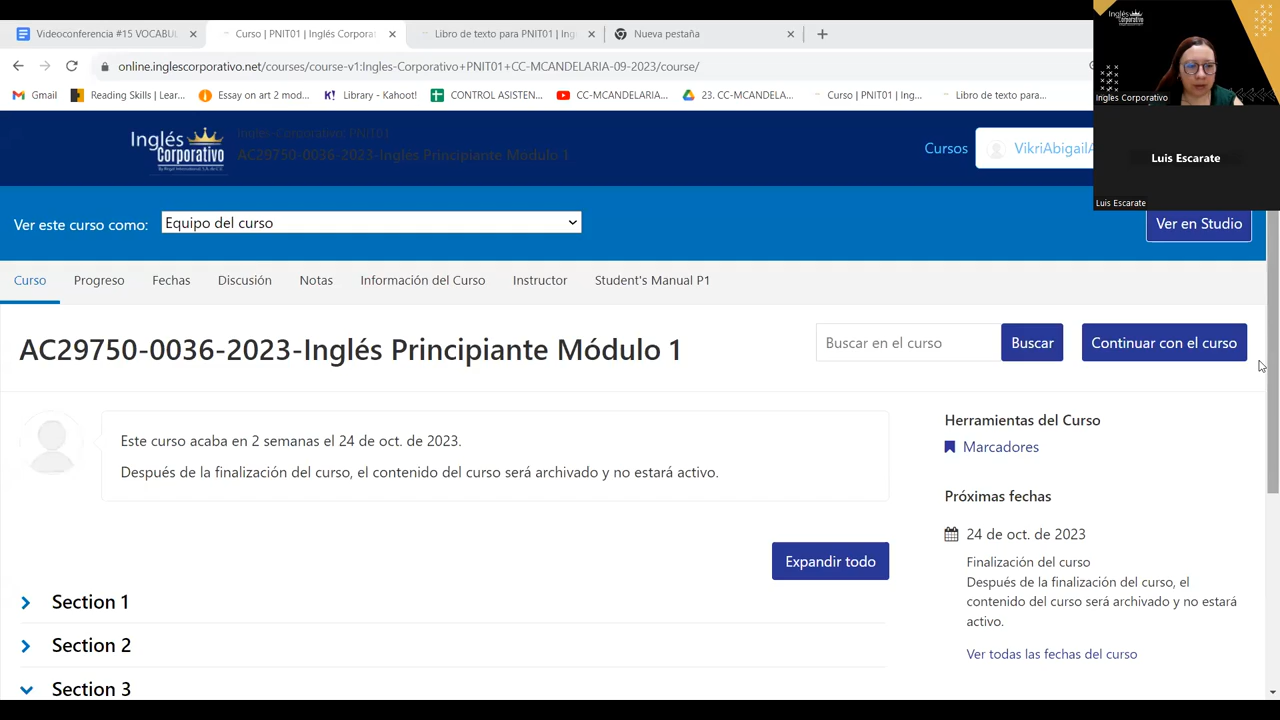 Videoconferencia #15 VOCABUL
Curso | PNIT01 | Inglés Corporat
Libro de texto para PNIT01 | Ing
Nueva pestaña
online.inglescorporativo.net/courses/course-v1:Ingles-Corporativo+PNIT01+CC-MCANDELARIA-09-2023/course/
Gmail
Reading Skills | Lear...
Essay on art 2 mod...
Library - Kahoot!
CONTROL ASISTEN...
CC-MCANDELARIA...
23. CC-MCANDELA...
Curso | PNIT01 | Ing...
Libro de texto para...
Inglés Corporativo
Ingles Corporativo
Luis Escarate
Luis Escarate
Inglés
Corporativo
Ingles-Corporativo: PNIT01
AC29750-0036-2023-Inglés Principiante Módulo 1
Cursos
VikriAbigailA
Ver este curso como:
Equipo del curso
Ver en Studio
Curso
Progreso
Fechas
Discusión
Notas
Información del Curso
Instructor
Student's Manual P1
AC29750-0036-2023-Inglés Principiante Módulo 1
Buscar en el curso
Buscar
Continuar con el curso
Este curso acaba en 2 semanas el 24 de oct. de 2023.
Después de la finalización del curso, el contenido del curso será archivado y no estará activo.
Herramientas del Curso
Marcadores
Próximas fechas
24 de oct. de 2023
Finalización del curso
Después de la finalización del curso, el
contenido del curso será archivado y no estará
activo.
Ver todas las fechas del curso
Expandir todo
Section 1
Section 2
Section 3